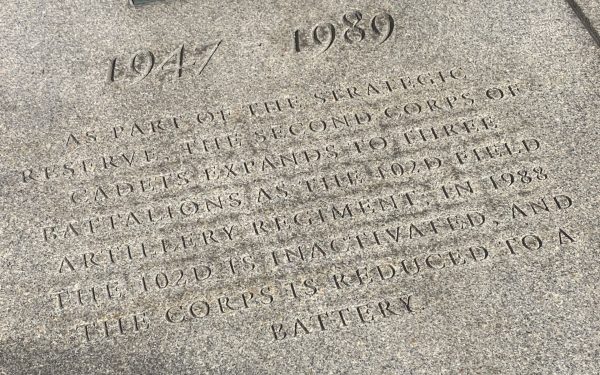 1947 1989
AS PART OF THE STRATEGIC
RESERVE, THE SECOND CORPS OF
CADETS EXPANDS TO THREE
BATTALIONS AS THE 102D FIELD
ARTILLERY REGIMENT; IN 1988
THE 102D IS INACTIVATED, AND
THE CORPS IS REDUCED TO A
BATTERY.